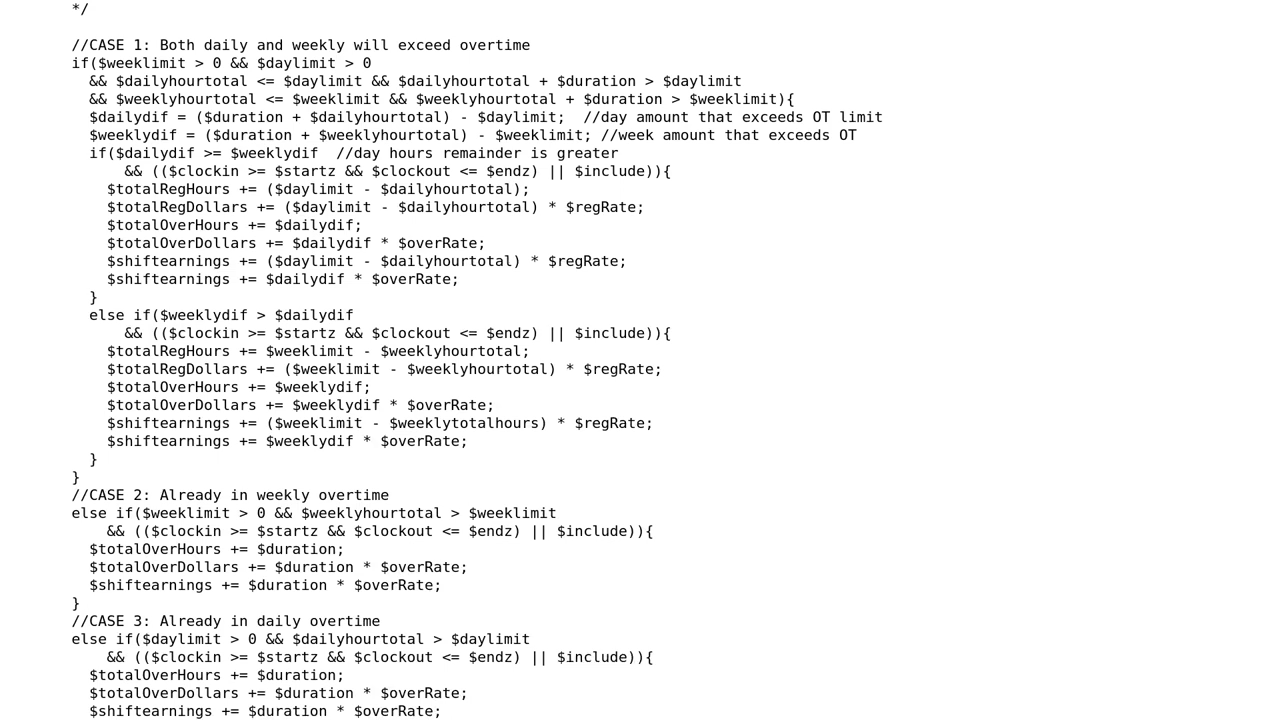 */
//CASE 1: Both daily and weekly will exceed overtime
if($weeklimit > 0 && $daylimit > 0
&& $dailyhourtotal <= $daylimit && $dailyhourtotal + $duration > $daylimit
&& $weeklyhourtotal <= $weeklimit && $weeklyhourtotal + $duration > $weeklimit){
$dailydif = ($duration + $dailyhourtotal) - $daylimit;  //day amount that exceeds OT limit
$weeklydif = ($duration + $weeklyhourtotal) - $weeklimit; //week amount that exceeds OT
if($dailydif >= $weeklydif  //day hours remainder is greater
&& (($clockin >= $startz && $clockout <= $endz) || $include)){
$totalRegHours += ($daylimit - $dailyhourtotal);
$totalRegDollars += ($daylimit - $dailyhourtotal) * $regRate;
$totalOverHours += $dailydif;
$totalOverDollars += $dailydif * $overRate;
$shiftearnings += ($daylimit - $dailyhourtotal) * $regRate;
$shiftearnings += $dailydif * $overRate;
}
else if($weeklydif > $dailydif
&& (($clockin >= $startz && $clockout <= $endz) || $include)){
$totalRegHours += $weeklimit - $weeklyhourtotal;
$totalRegDollars += ($weeklimit - $weeklyhourtotal) * $regRate;
$totalOverHours += $weeklydif;
$totalOverDollars += $weeklydif * $overRate;
$shiftearnings += ($weeklimit - $weeklytotalhours) * $regRate;
$shiftearnings += $weeklydif * $overRate;
}
}
//CASE 2: Already in weekly overtime
else if($weeklimit > 0 && $weeklyhourtotal > $weeklimit
&& (($clockin >= $startz && $clockout <= $endz) || $include)){
$totalOverHours += $duration;
$totalOverDollars += $duration * $overRate;
$shiftearnings += $duration * $overRate;
}
//CASE 3: Already in daily overtime
else if($daylimit > 0 && $dailyhourtotal > $daylimit
&& (($clockin >= $startz && $clockout <= $endz) || $include)){
$totalOverHours += $duration;
$totalOverDollars += $duration * $overRate;
$shiftearnings += $duration * $overRate;